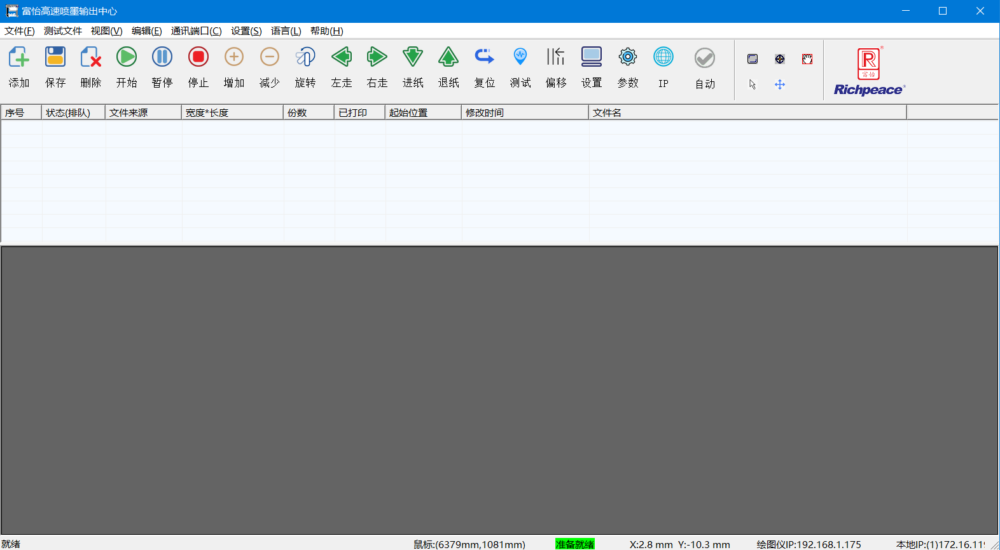 富怡高速喷墨输出中心
文件(F) 测试文件 视图(V) 编辑(E) 通讯端口(C) 设置(S) 语言(L) 帮助(H)
添加 保存 删除 开始 暂停 停止 增加 减少 旋转 左走 右走 进纸 退纸 复位 测试 偏移 设置 参数 IP 自动
R
富怡
Richpeace®
序号 状态(排队) 文件来源 宽度*长度 份数 已打印 起始位置 修改时间 文件名
就绪 鼠标:(6379mm,1081mm) 准备就绪 X:2.8 mm Y:-10.3 mm 绘图仪IP:192.168.1.175 本地IP:(1)172.16.11